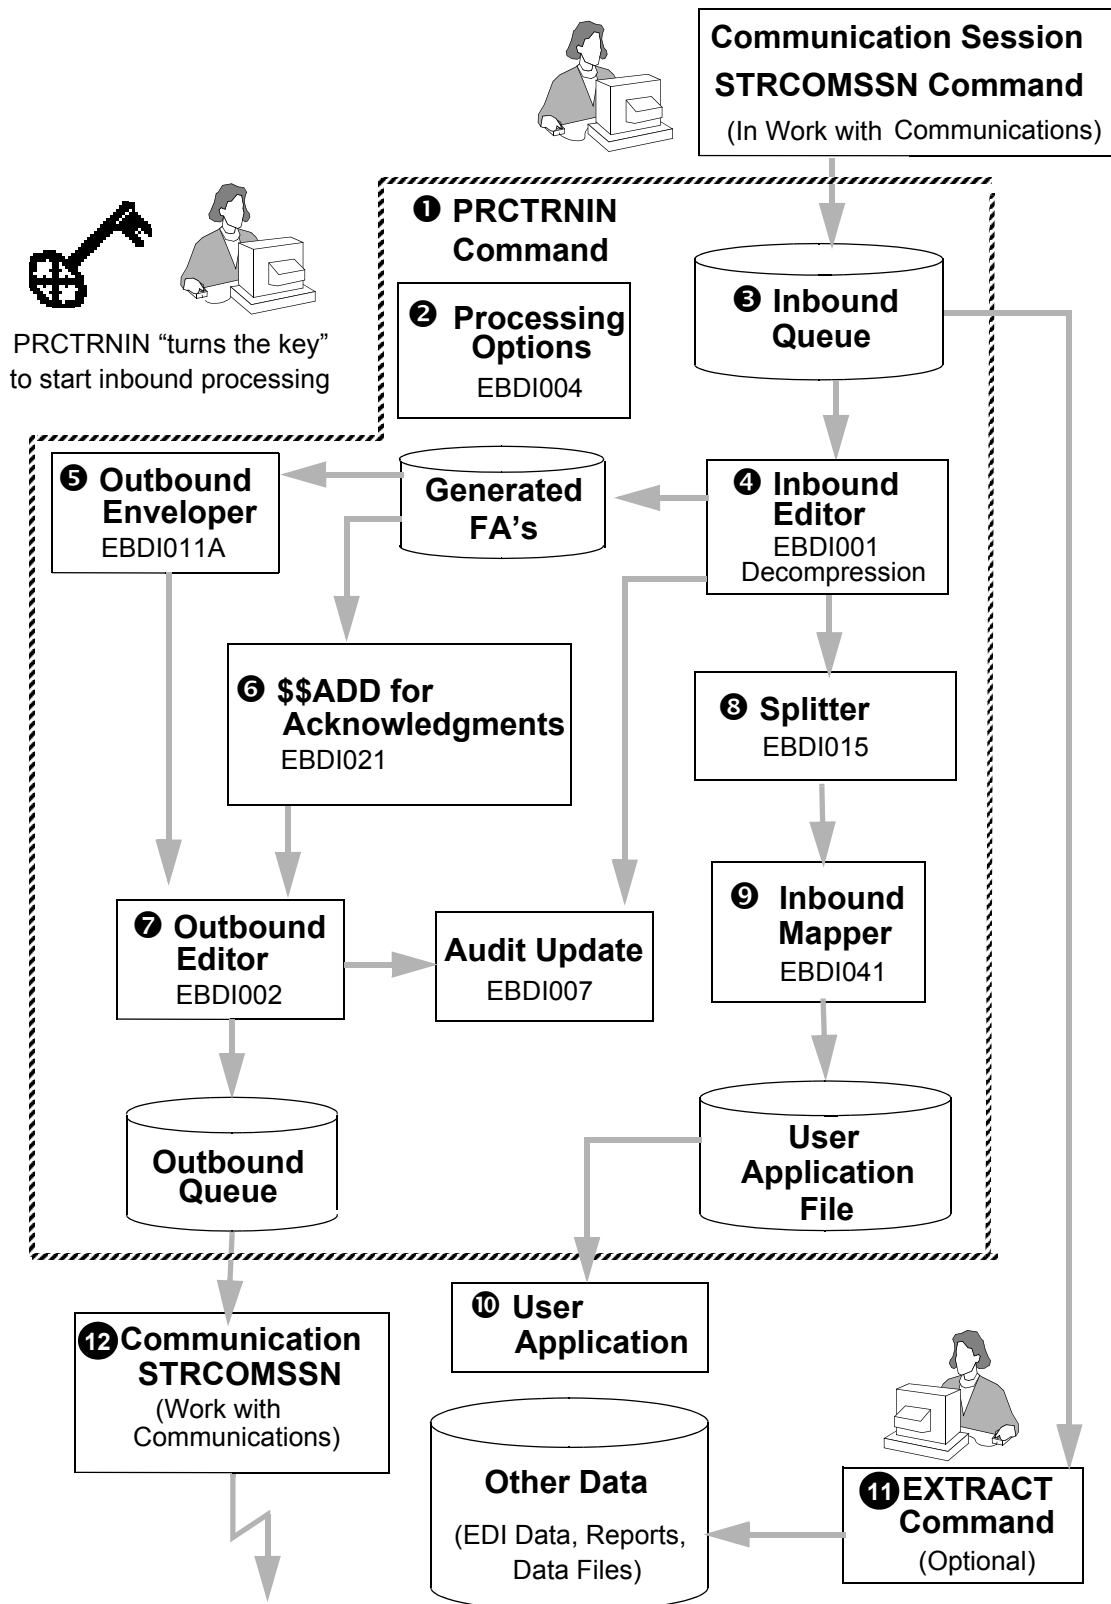 Communication Session
STRCOMSSN Command
(In Work with Communications)
❶ PRCTRNIN
Command
PRCTRNIN “turns the key”
to start inbound processing
❷ Processing
Options
EBDI004
❸ Inbound
Queue
❺ Outbound
Enveloper
EBDI011A
Generated
FA’s
❹ Inbound
Editor
EBDI001
Decompression
❻ $$ADD for
Acknowledgments
EBDI021
❽ Splitter
EBDI015
❼ Outbound
Editor
EBDI002
Audit Update
EBDI007
❾ Inbound
Mapper
EBDI041
Outbound
Queue
User
Application
File
❿ User
Application
⓬ Communication
STRCOMSSN
(Work with
Communications)
Other Data
(EDI Data, Reports,
Data Files)
⓫ EXTRACT
Command
(Optional)